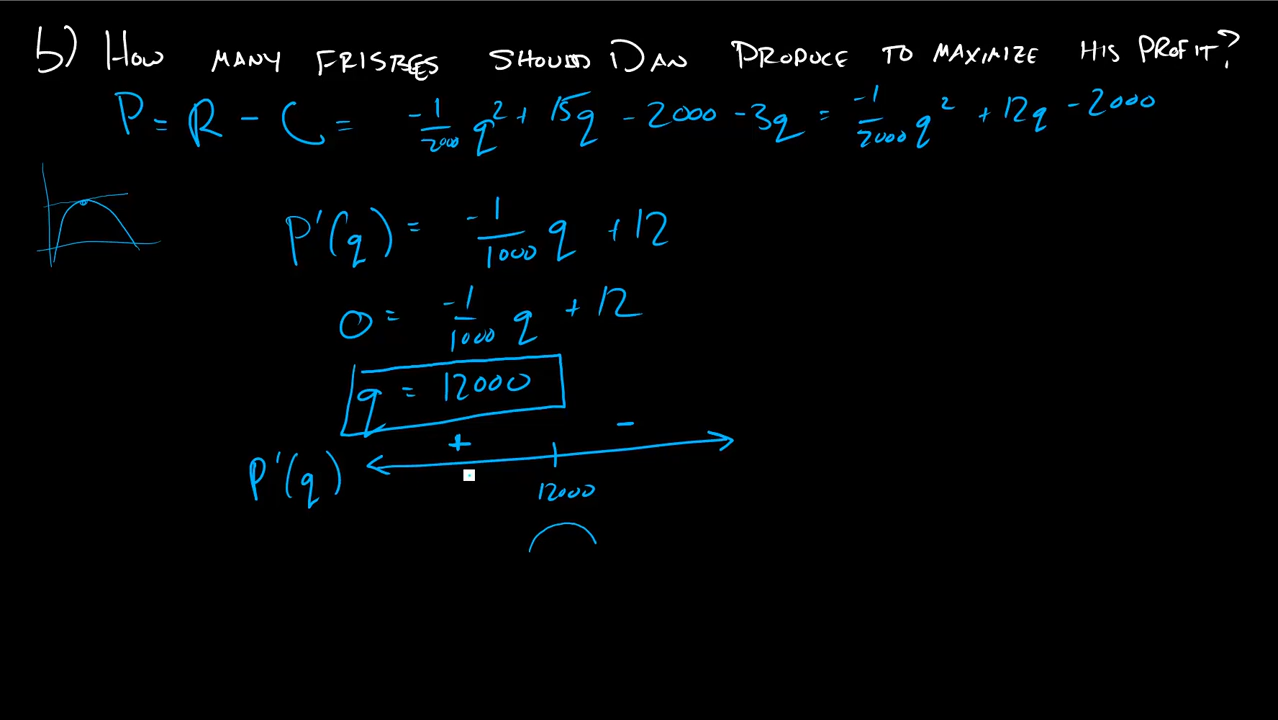 b) HOW MANY FRISBEES SHOULD DAN PRODUCE TO MAXIMIZE HIS PROFIT?
P = R - C = -1/2000 q² + 15q - 2000 - 3q = -1/2000 q² + 12q - 2000
P'(q) = -1/1000 q + 12
0 = -1/1000 q + 12
q = 12000
+ -
P'(q)
12000